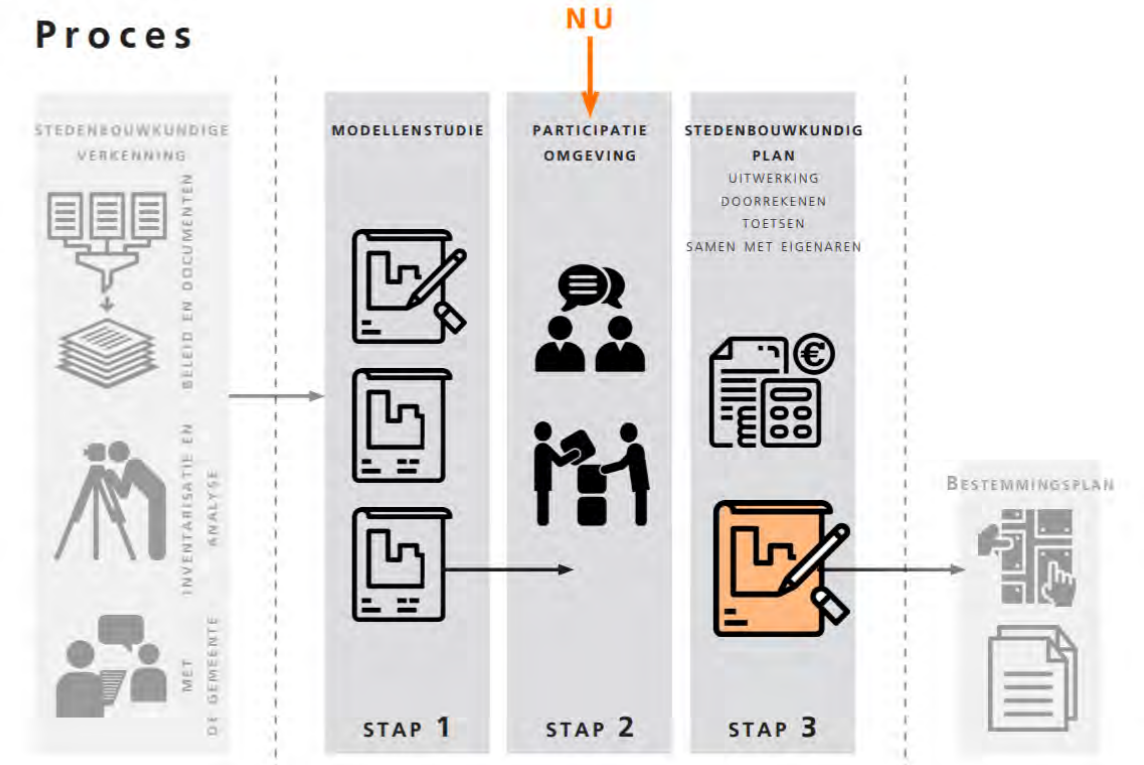 Proces
NU
STEDENBOUWKUNDIGE
VERKENNING
BELEID EN DOCUMENTEN
INVENTARISATIE EN
ANALYSE
MET
DE GEMEENTE
MODELLENSTUDIE
STAP 1
PARTICIPATIE
OMGEVING
STAP 2
STEDENBOUWKUNDIG
PLAN
UITWERKING
DOORREKENEN
TOETSEN
SAMEN MET EIGENAREN
€
STAP 3
BESTEMMINGSPLAN